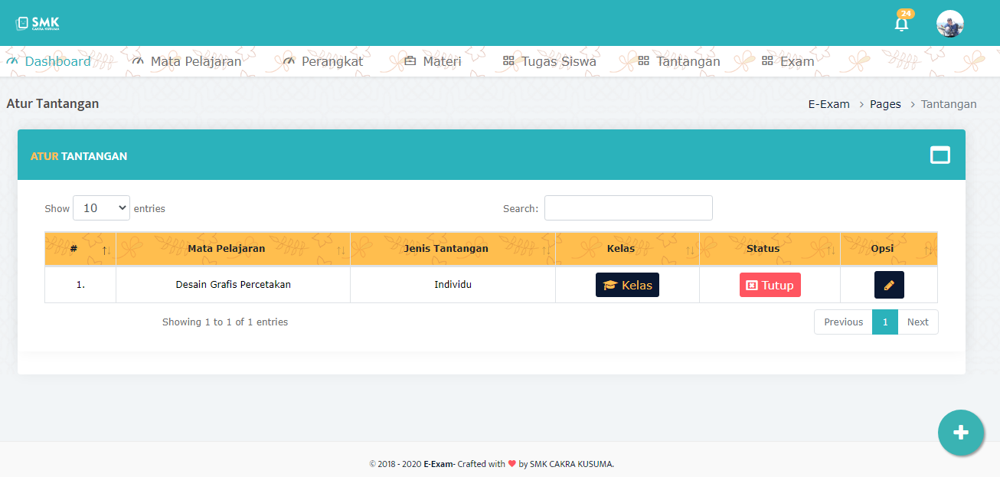 SMK
CAKRA KUSUMA
24
Dashboard Mata Pelajaran Perangkat Materi Tugas Siswa Tantangan Exam
Atur Tantangan
E-Exam > Pages > Tantangan
ATUR TANTANGAN
Show 10 entries
Search:
# Mata Pelajaran Jenis Tantangan Kelas Status Opsi
1. Desain Grafis Percetakan Individu Kelas Tutup
Showing 1 to 1 of 1 entries
Previous 1 Next
© 2018 - 2020 E-Exam- Crafted with ❤ by SMK CAKRA KUSUMA.